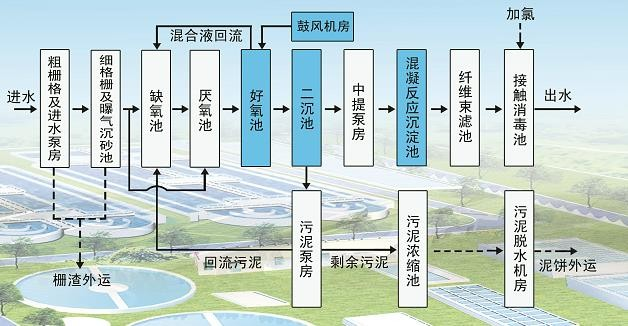 加氯
鼓风机房
混合液回流
进水
粗栅格及进水泵房
细格栅及曝气沉砂池
缺氧池
厌氧池
好氧池
二沉池
中提泵房
混凝反应沉淀池
纤维束滤池
接触消毒池
出水
污泥泵房
污泥浓缩池
污泥脱水机房
回流污泥
剩余污泥
泥饼外运
栅渣外运